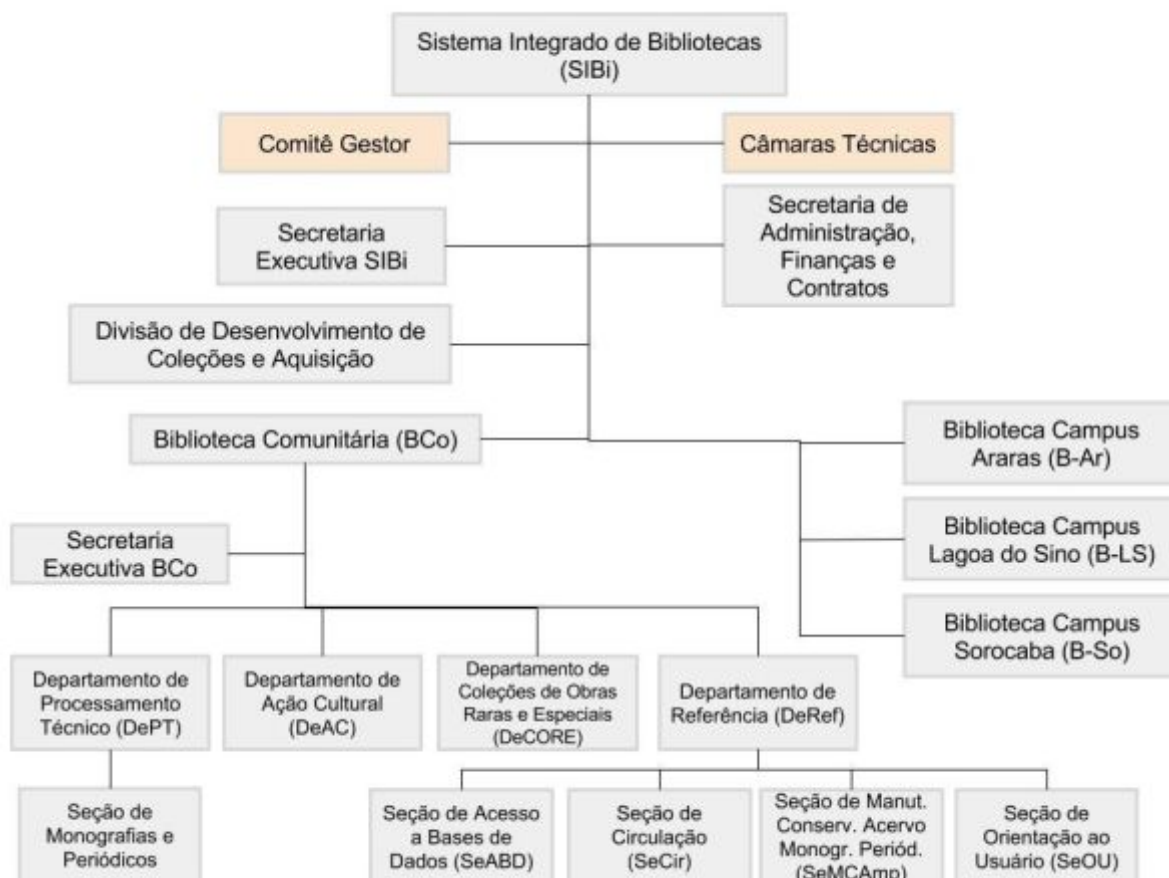 Sistema Integrado de Bibliotecas
(SIBi)
Comitê Gestor
Câmaras Técnicas
Secretaria
Executiva SIBi
Secretaria de
Administração,
Finanças e
Contratos
Divisão de Desenvolvimento de
Coleções e Aquisição
Biblioteca Comunitária (BCo)
Biblioteca Campus
Araras (B-Ar)
Biblioteca Campus
Lagoa do Sino (B-LS)
Biblioteca Campus
Sorocaba (B-So)
Secretaria
Executiva BCo
Departamento de
Processamento
Técnico (DePT)
Departamento de
Ação Cultural
(DeAC)
Departamento de
Coleções de Obras
Raras e Especiais
(DeCORE)
Departamento de
Referência (DeRef)
Seção de
Monografias e
Periódicos
Seção de Acesso
a Bases de
Dados (SeABD)
Seção de
Circulação
(SeCir)
Seção de Manut.
Conserv. Acervo
Monogr. Periód.
(SeMCAmp)
Seção de
Orientação ao
Usuário (SeOU)